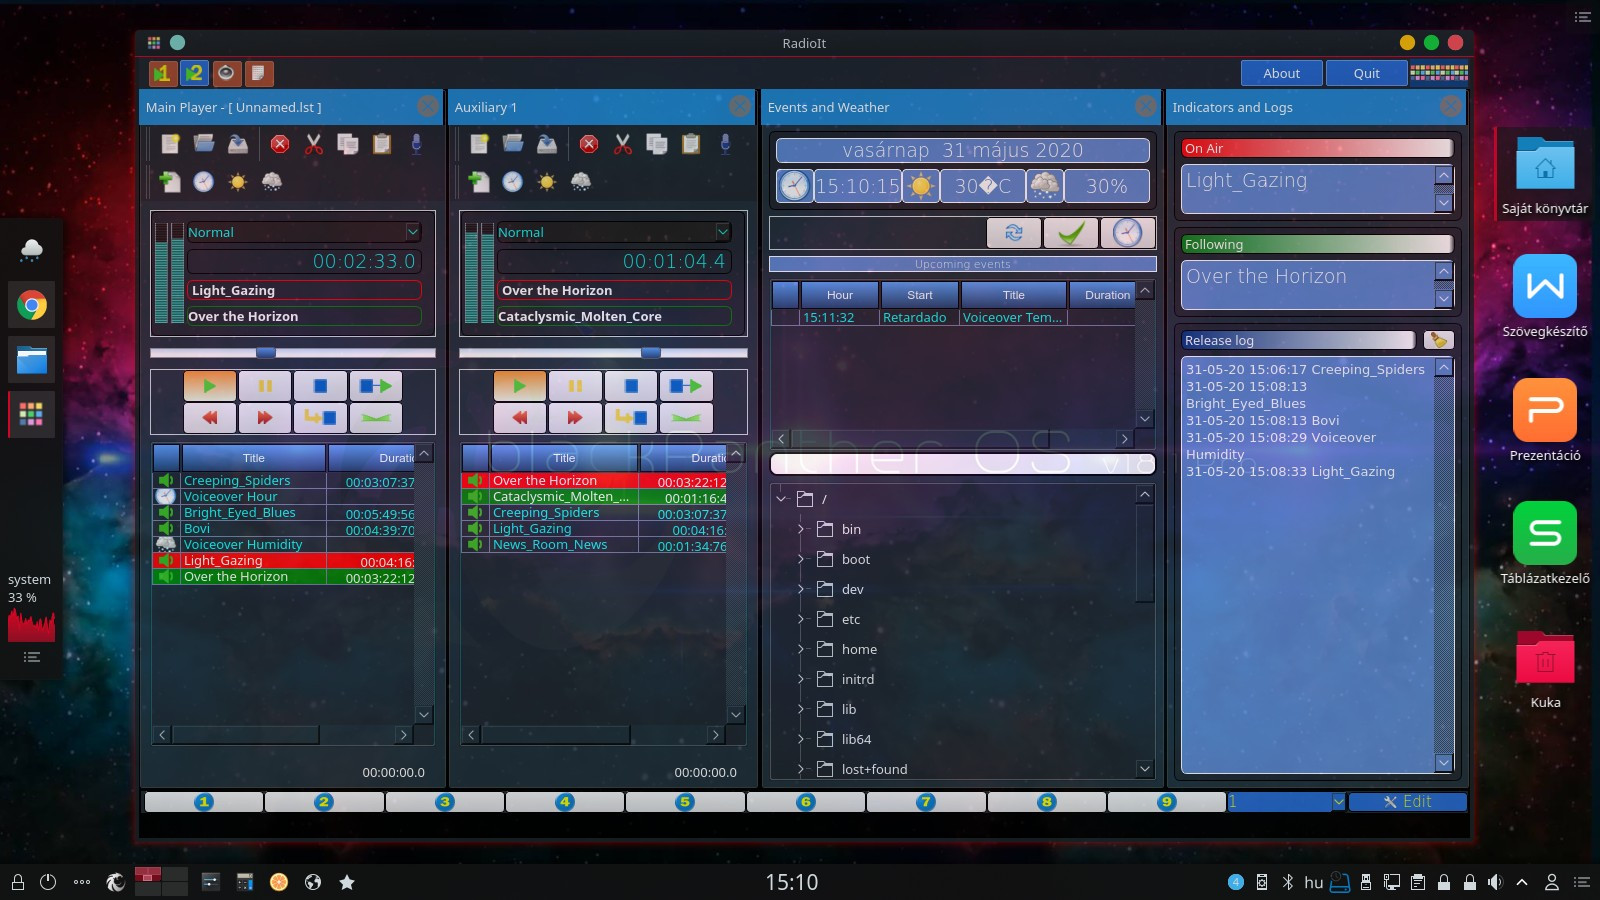 RadioIt
1
2
About
Quit
Main Player - [ Unnamed.lst ]
Normal
00:02:33.0
Light_Gazing
Over the Horizon
Title
Creeping_Spiders 00:03:07:37
Voiceover Hour
Bright_Eyed_Blues 00:05:49:56
Bovi 00:04:39:70
Voiceover Humidity
Light_Gazing 00:04:16:
Over the Horizon 00:03:22:12
00:00:00.0
Auxiliary 1
Normal
00:01:04.4
Over the Horizon
Cataclysmic_Molten_Core
Title
Over the Horizon 00:03:22:12
Cataclysmic_Molten_... 00:01:16:4
Creeping_Spiders 00:03:07:37
Light_Gazing 00:04:16:
News_Room_News 00:01:34:76
00:00:00.0
Events and Weather
vasárnap 31 május 2020
15:10:15 30�C 30%
Upcoming events
Hour Start Title Duration
15:11:32 Retardado Voiceover Tem...
blackPanther OS v18
/
bin
boot
dev
etc
home
initrd
lib
lib64
lost+found
Indicators and Logs
On Air
Light_Gazing
Following
Over the Horizon
Release log
31-05-20 15:06:17 Creeping_Spiders
31-05-20 15:08:13
Bright_Eyed_Blues
31-05-20 15:08:13 Bovi
31-05-20 15:08:29 Voiceover
Humidity
31-05-20 15:08:33 Light_Gazing
1 2 3 4 5 6 7 8 9 1 Edit
system
33 %
Saját könyvtár
Szövegkészítő
Prezentáció
Táblázatkezelő
Kuka
15:10
4
hu